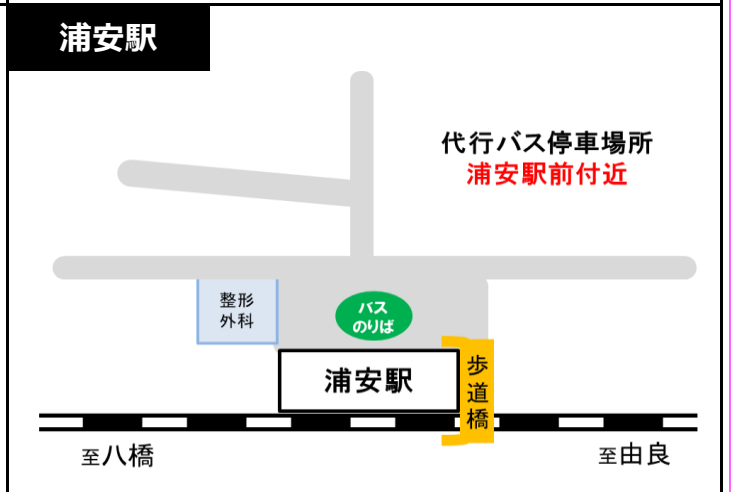 浦安駅
代行バス停車場所
浦安駅前付近
整形
外科
バス
のりば
浦安駅
歩道橋
至八橋
至由良